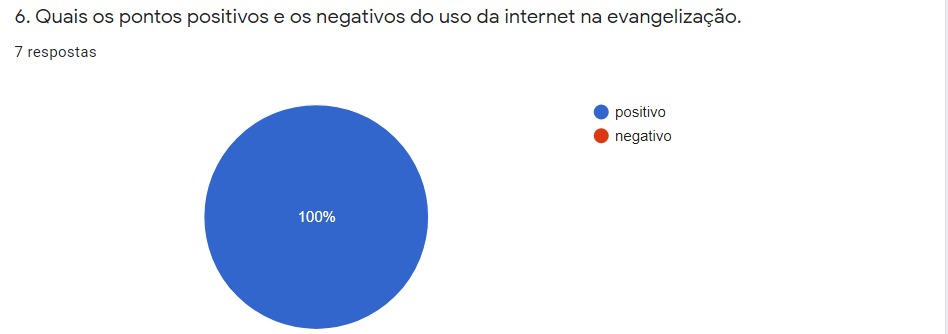 6. Quais os pontos positivos e os negativos do uso da internet na evangelização.
7 respostas
positivo
negativo
100%